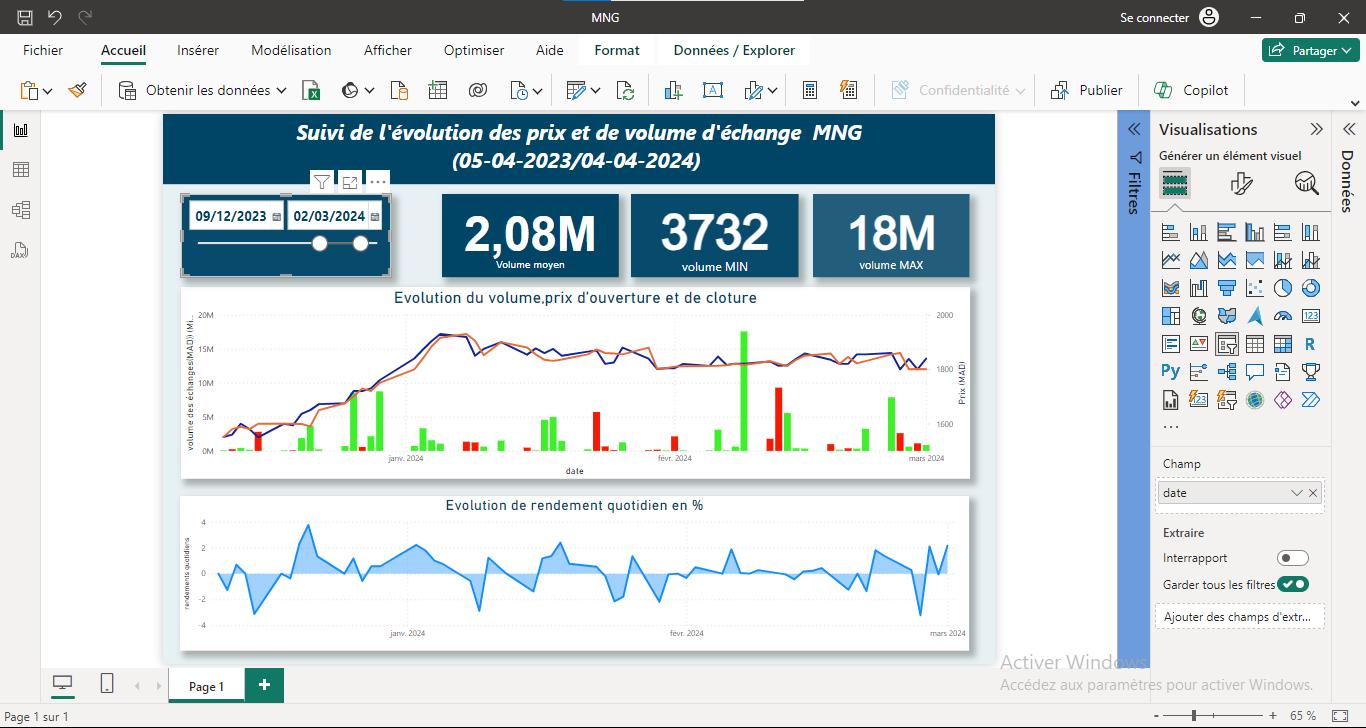 MNG
Se connecter
Fichier
Accueil
Insérer
Modélisation
Afficher
Optimiser
Aide
Format
Données / Explorer
Partager
Obtenir les données
Confidentialité
Publier
Copilot
Suivi de l'évolution des prix et de volume d'échange MNG
(05-04-2023/04-04-2024)
09/12/2023
02/03/2024
2,08M
Volume moyen
3732
volume MIN
18M
volume MAX
Evolution du volume,prix d'ouverture et de cloture
volume des échanges(MAD)) (Mi...
20M
15M
10M
5M
0M
2000
1800
1600
Prix (MAD)
janv. 2024
févr. 2024
mars 2024
date
Evolution de rendement quotidien en %
rendements quotidiens
4
2
0
-2
-4
janv. 2024
févr. 2024
mars 2024
Filtres
Visualisations
Générer un élément visuel
123
R
Py
123
...
Champ
date
Extraire
Interrapport
Garder tous les filtres
Ajouter des champs d'extr...
Données
DAX
Activer Windows
Accédez aux paramètres pour activer Windows.
Page 1
+
Page 1 sur 1
- + 65 %